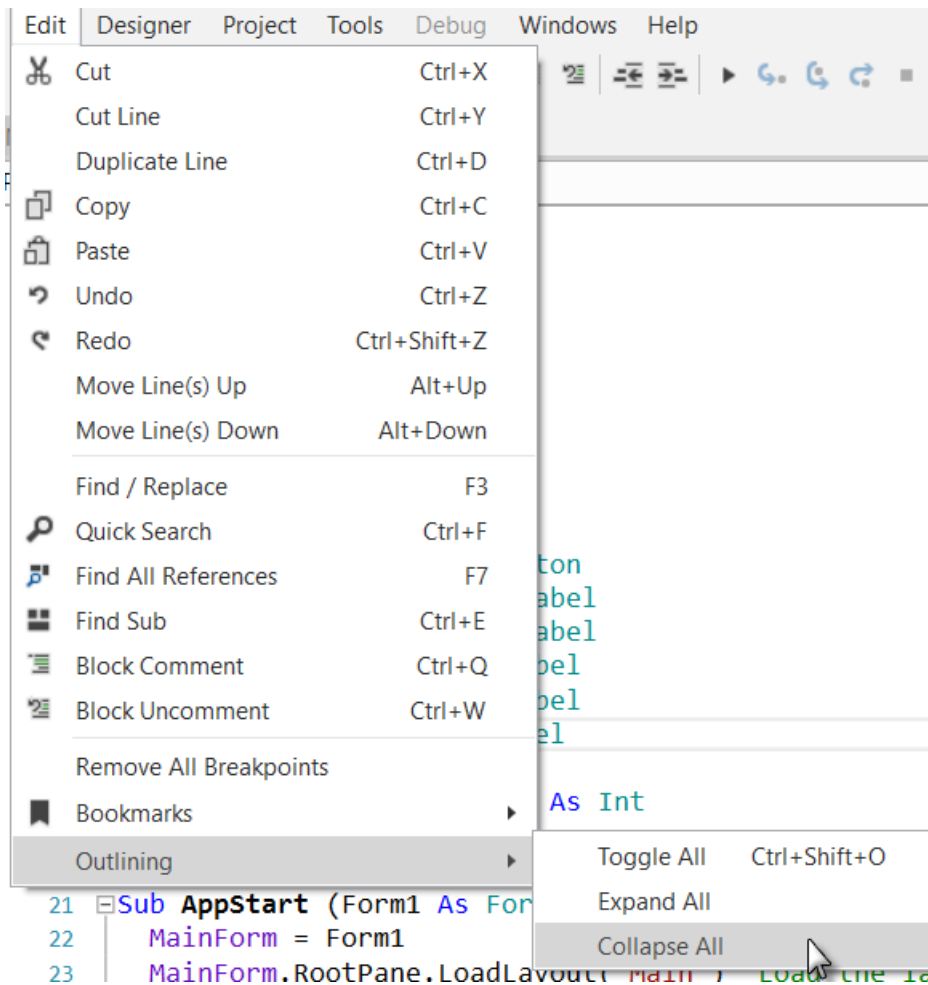 Edit Designer Project Tools Debug Windows Help
Cut Ctrl+X
Cut Line Ctrl+Y
Duplicate Line Ctrl+D
Copy Ctrl+C
Paste Ctrl+V
Undo Ctrl+Z
Redo Ctrl+Shift+Z
Move Line(s) Up Alt+Up
Move Line(s) Down Alt+Down
Find / Replace F3
Quick Search Ctrl+F
Find All References F7
ton
Find Sub Ctrl+E
abel
abel
Block Comment Ctrl+Q
bel
Block Uncomment Ctrl+W
bel
el
Remove All Breakpoints
Bookmarks
As Int
Outlining
Toggle All Ctrl+Shift+O
Expand All
Collapse All
21 Sub AppStart (Form1 As For
22 MainForm = Form1
23 MainForm.RootPane.LoadLayout("Main") 'Load the la